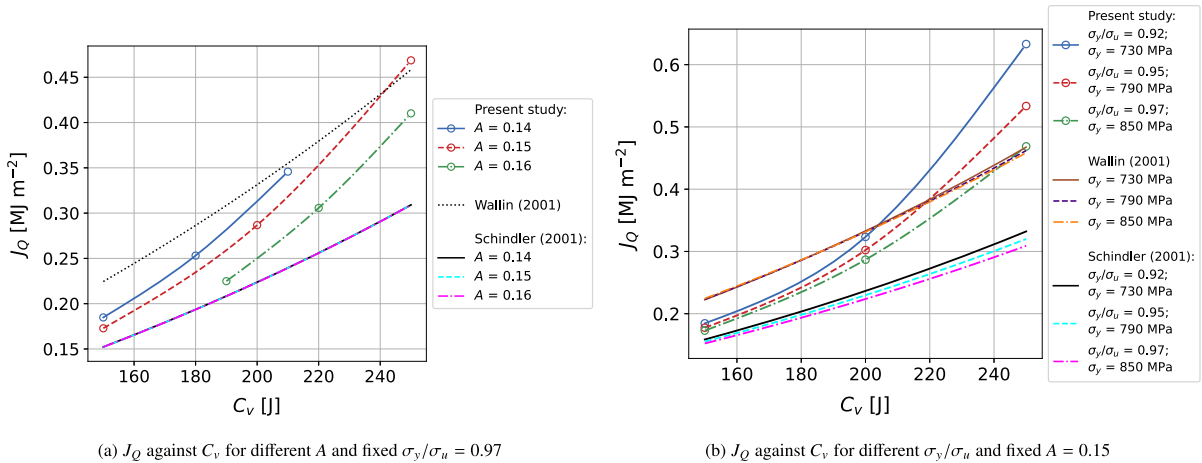 0.45
0.40
0.35
0.30
0.25
0.20
0.15
J_Q [MJ m⁻²]
160 180 200 220 240
C_v [J]
Present study:
A = 0.14
A = 0.15
A = 0.16
Wallin (2001)
Schindler (2001):
A = 0.14
A = 0.15
A = 0.16
(a) J_Q against C_v for different A and fixed σ_y/σ_u = 0.97
0.6
0.5
0.4
0.3
0.2
J_Q [MJ m⁻²]
160 180 200 220 240
C_v [J]
Present study:
σ_y/σ_u = 0.92;
σ_y = 730 MPa
σ_y/σ_u = 0.95;
σ_y = 790 MPa
σ_y/σ_u = 0.97;
σ_y = 850 MPa
Wallin (2001)
σ_y = 730 MPa
σ_y = 790 MPa
σ_y = 850 MPa
Schindler (2001):
σ_y/σ_u = 0.92;
σ_y = 730 MPa
σ_y/σ_u = 0.95;
σ_y = 790 MPa
σ_y/σ_u = 0.97;
σ_y = 850 MPa
(b) J_Q against C_v for different σ_y/σ_u and fixed A = 0.15